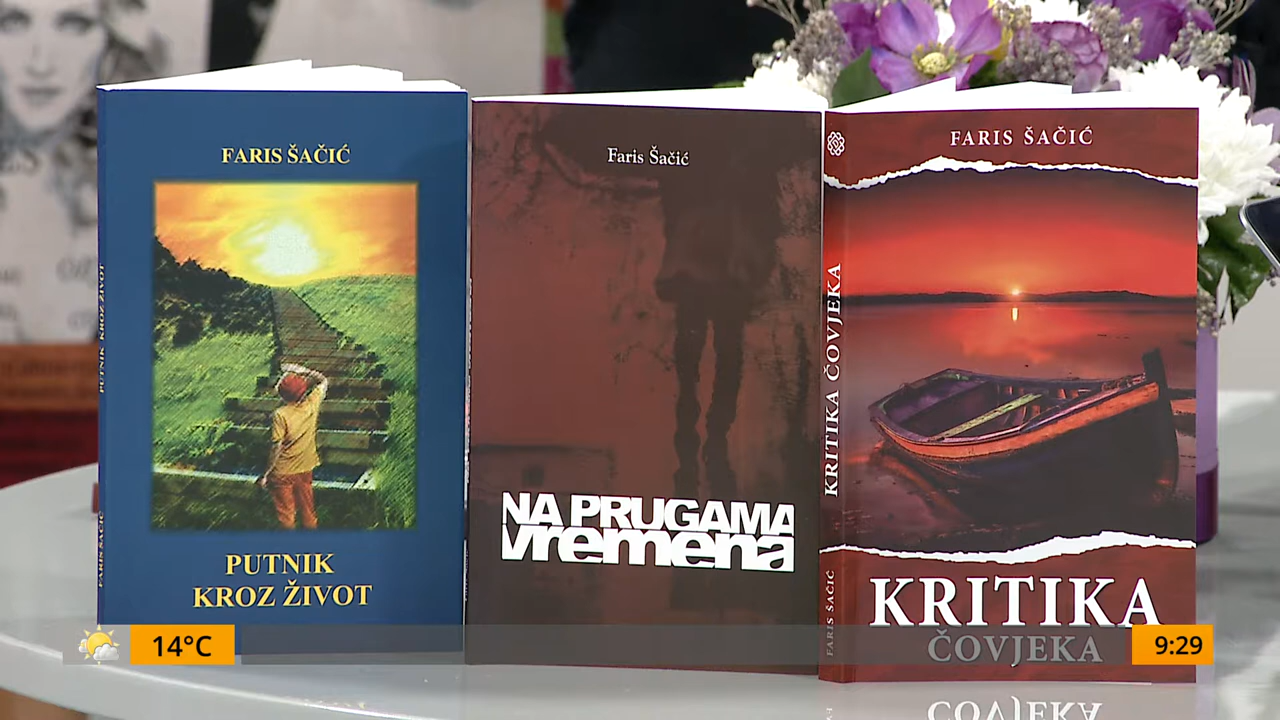 FARIS ŠAČIĆ
PUTNIK
KROZ ŽIVOT
PUTNIK KROZ ŽIVOT
FARIS ŠAČIĆ
Faris Šačić
NA PRUGAMA
vremena
FARIS ŠAČIĆ
KRITIKA
ČOVJEKA
KRITIKA ČOVJEKA
FARIS ŠAČIĆ
14°C
9:29